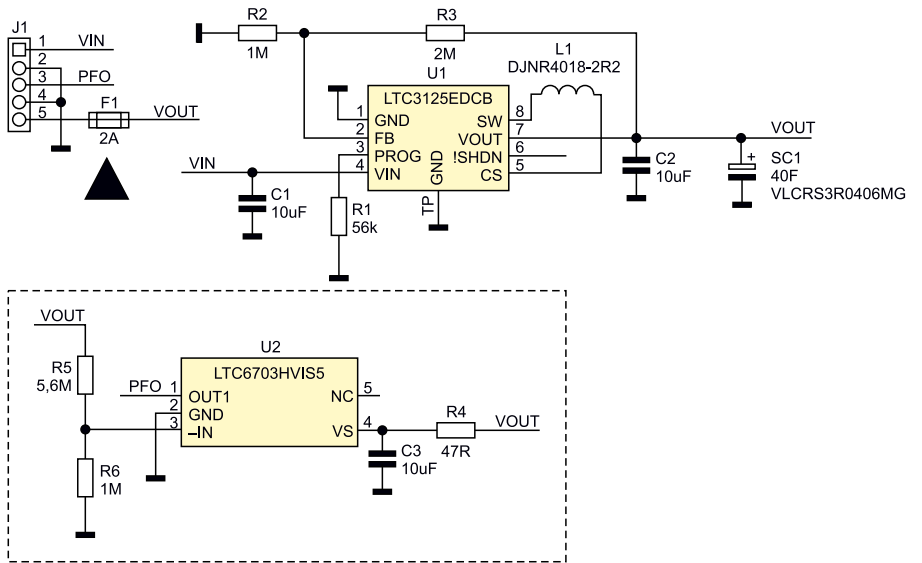 J1
1
VIN
2
3
PFO
4
5
F1
2A
VOUT
R2
1M
R3
2M
L1
DJNR4018-2R2
U1
LTC3125EDCB
1
GND
2
FB
3
PROG
4
VIN
GND
TP
SW
8
VOUT
7
!SHDN
6
CS
5
VIN
C1
10uF
R1
56k
C2
10uF
VOUT
+
SC1
40F
VLCRS3R0406MG
VOUT
R5
5,6M
R6
1M
U2
LTC6703HVIS5
PFO
1
OUT1
2
GND
3
–IN
NC
5
VS
4
R4
47R
VOUT
C3
10uF